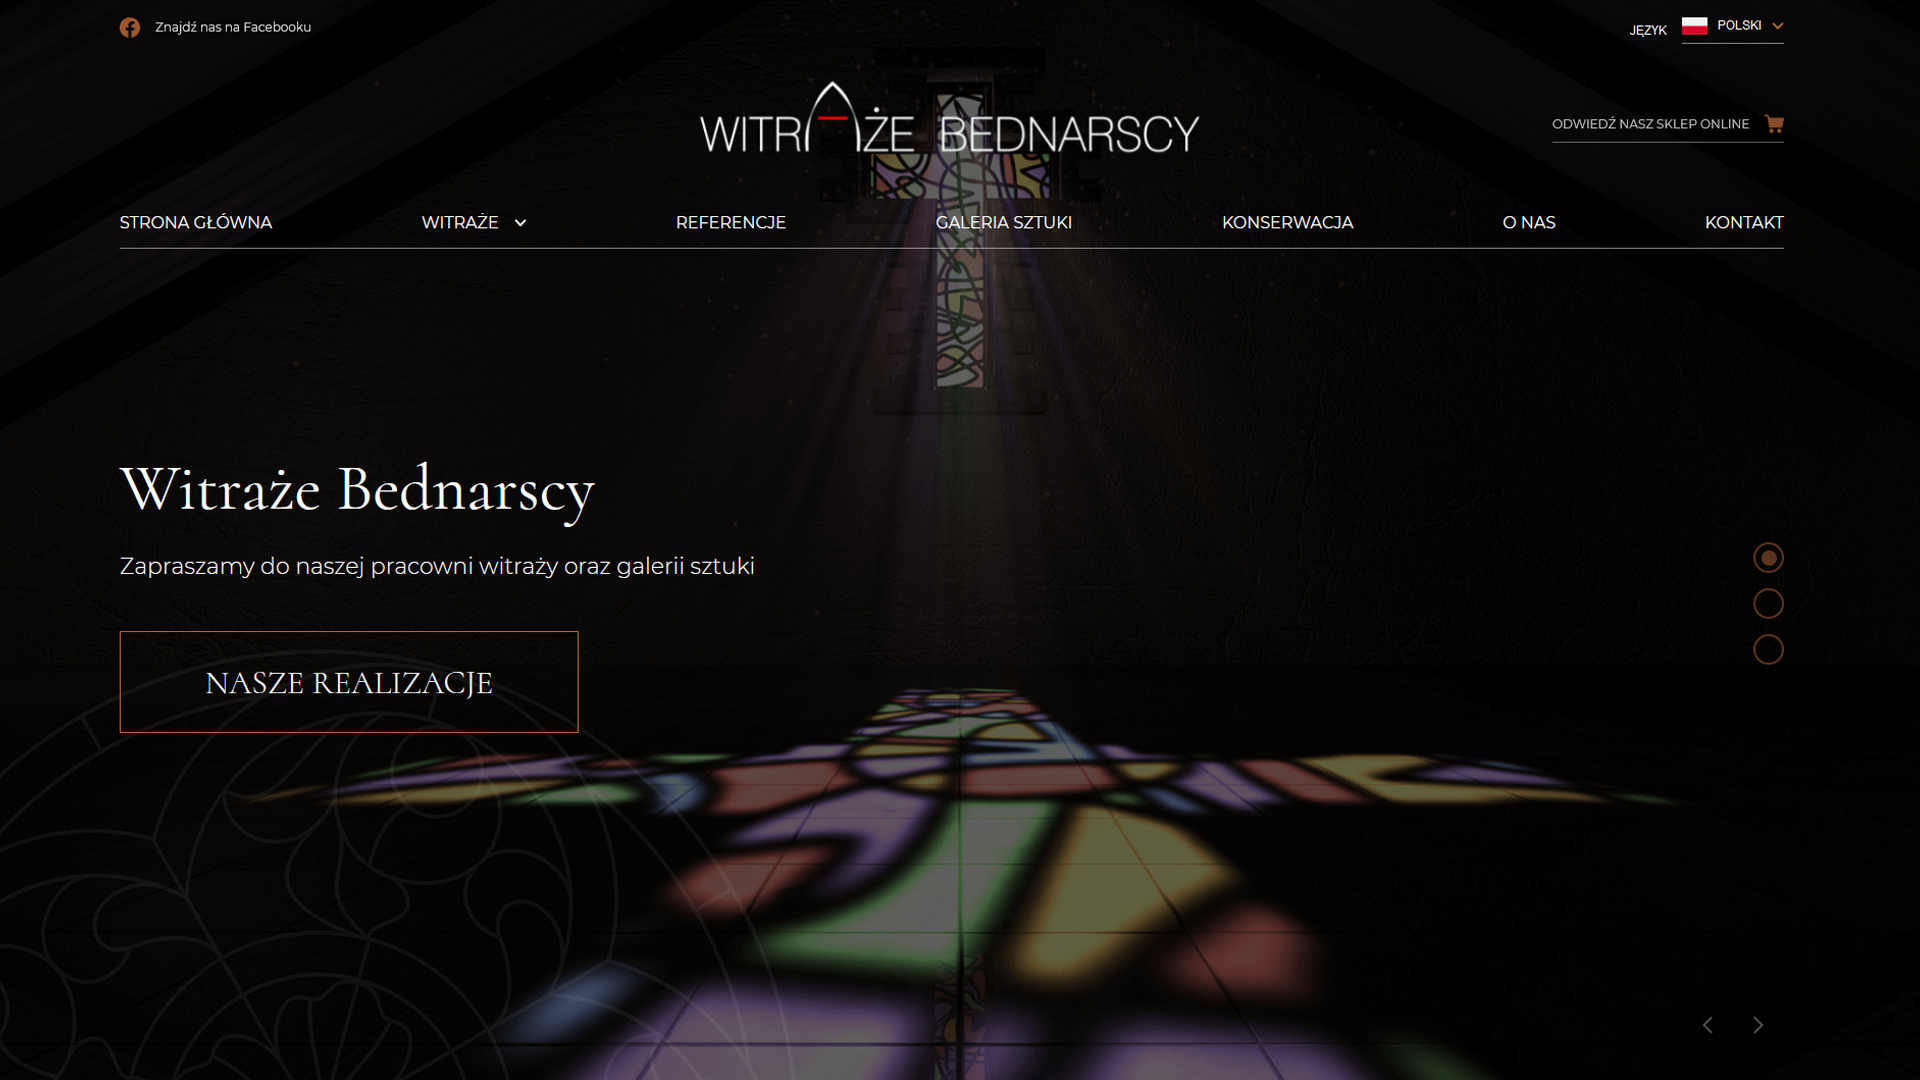 Znajdź nas na Facebooku
JĘZYK POLSKI
WITRAŻE BEDNARSCY
ODWIEDŹ NASZ SKLEP ONLINE
STRONA GŁÓWNA WITRAŻE REFERENCJE GALERIA SZTUKI KONSERWACJA O NAS KONTAKT
Witraże Bednarscy
Zapraszamy do naszej pracowni witraży oraz galerii sztuki
NASZE REALIZACJE